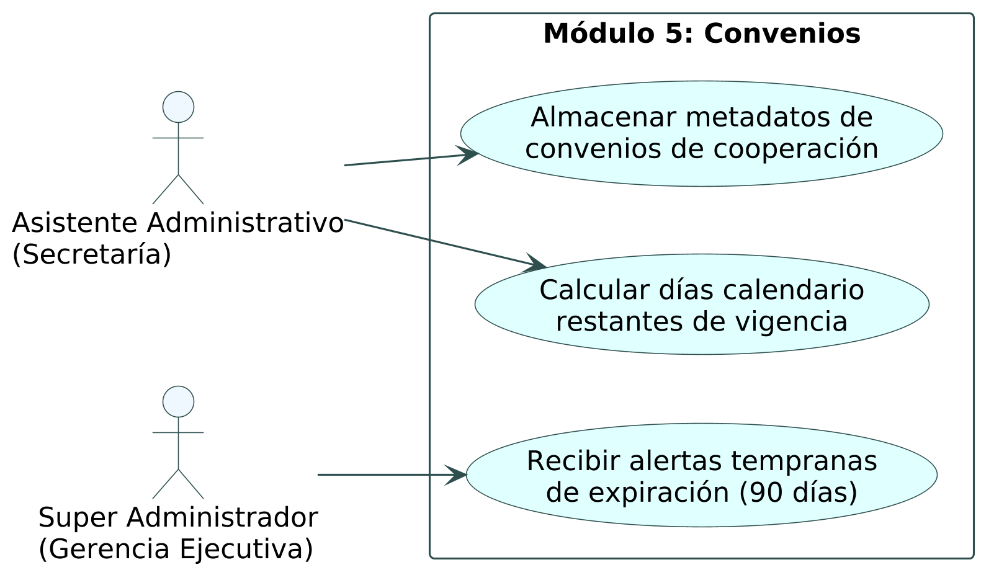 Módulo 5: Convenios
Almacenar metadatos de
convenios de cooperación
Asistente Administrativo
(Secretaría)
Calcular días calendario
restantes de vigencia
Recibir alertas tempranas
de expiración (90 días)
Super Administrador
(Gerencia Ejecutiva)